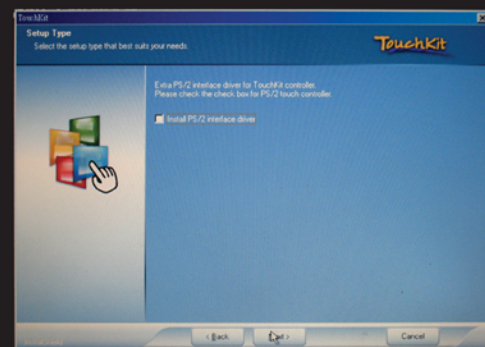 TouchKit
Setup Type
Select the setup type that best suits your needs.
TouchKit
Extra PS/2 interface driver for TouchKit controller.
Please check the check box for PS/2 touch controller.
Install PS/2 interface driver
< Back
Next >
Cancel